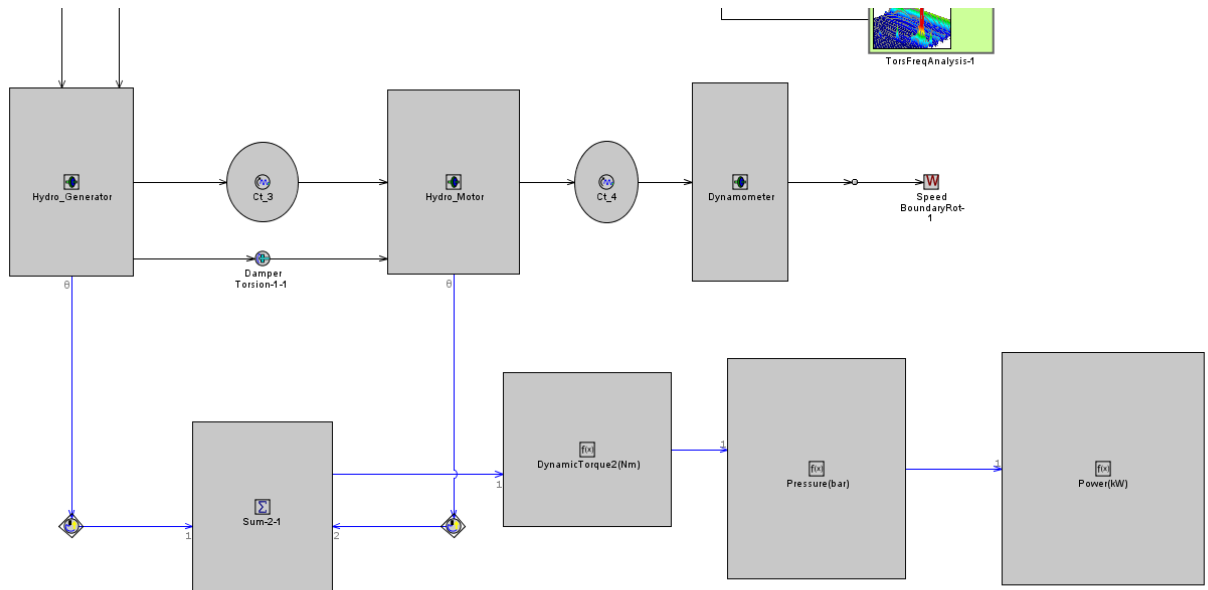 TorsFreqAnalysis-1
Hydro_Generator
Ct_3
Hydro_Motor
Ct_4
Dynamometer
W
Speed
BoundaryRot-
1
Damper
Torsion-1-1
θ
θ
f(x)
DynamicTorque2(Nm)
1
1
f(x)
Pressure(bar)
1
f(x)
Power(kW)
Σ
Sum-2-1
1
2